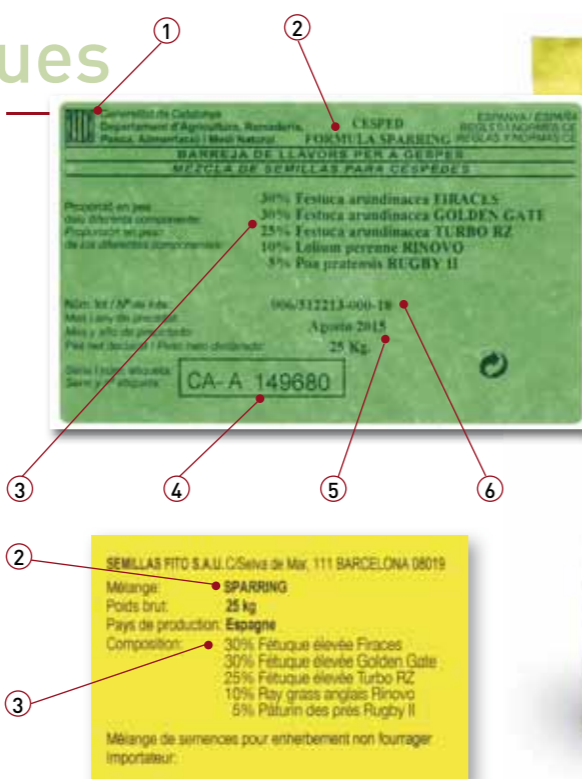 ues
1
2
Generalitat de Catalunya
Departament d'Agricultura, Ramaderia,
Pesca, Alimentació i Medi Natural
CESPED
FORMULA SPARRING
ESPANYA / ESPAÑA
REGLES I NORMES CE
REGLAS Y NORMAS CE
BARREJA DE LLAVORS PER A GESPES
MEZCLA DE SEMILLAS PARA CÉSPEDES
Proporció en pes
dels diferents components:
Proporción en peso
de los diferentes componentes:
30% Festuca arundinacea FIRACES
30% Festuca arundinacea GOLDEN GATE
25% Festuca arundinacea TURBO RZ
10% Lolium perenne RINOVO
5% Poa pratensis RUGBY II
Núm. lot / Nº de lote:
006/512213-000-10
Mes i any de precintat:
Mes y año de precintado:
Agosto 2015
Pes net declarat / Peso neto declarado:
25 Kg.
Sèrie i núm. etiqueta:
Serie y nº etiqueta:
CA- A 149680
3
4
5
6
2
SEMILLAS FITO S.A.U. C/Selva de Mar, 111 BARCELONA 08019
Mélange: SPARRING
Poids brut: 25 kg
Pays de production: Espagne
Composition: 30% Fétuque élevée Firaces
30% Fétuque élevée Golden Gate
25% Fétuque élevée Turbo RZ
10% Ray grass anglais Rinovo
5% Pâturin des prés Rugby II
3
Mélange de semences pour enherbement non fourrager
Importateur: